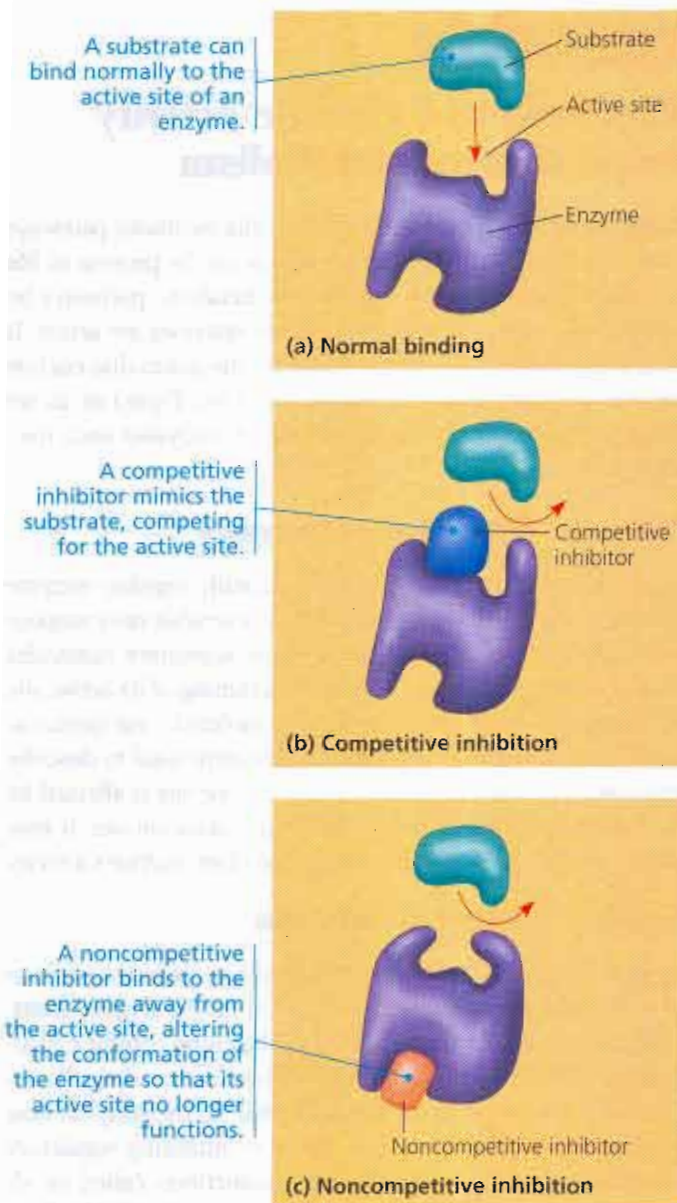 A substrate can
bind normally to the
active site of an
enzyme.
Substrate
Active site
Enzyme
(a) Normal binding
A competitive
inhibitor mimics the
substrate, competing
for the active site.
Competitive
inhibitor
(b) Competitive inhibition
A noncompetitive
inhibitor binds to the
enzyme away from
the active site, altering
the conformation of
the enzyme so that its
active site no longer
functions.
Noncompetitive inhibitor
(c) Noncompetitive inhibition